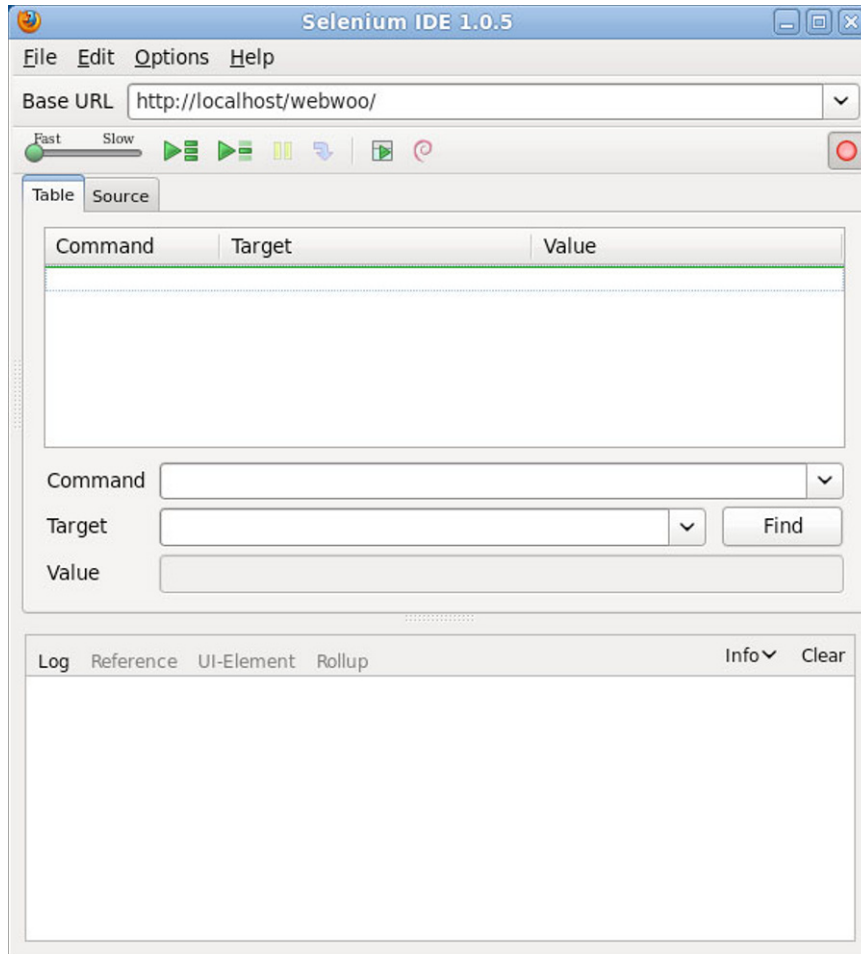 Selenium IDE 1.0.5
File Edit Options Help
Base URL http://localhost/webwoo/
Fast Slow
Table Source
Command Target Value
Command
Target Find
Value
Log Reference UI-Element Rollup Info Clear